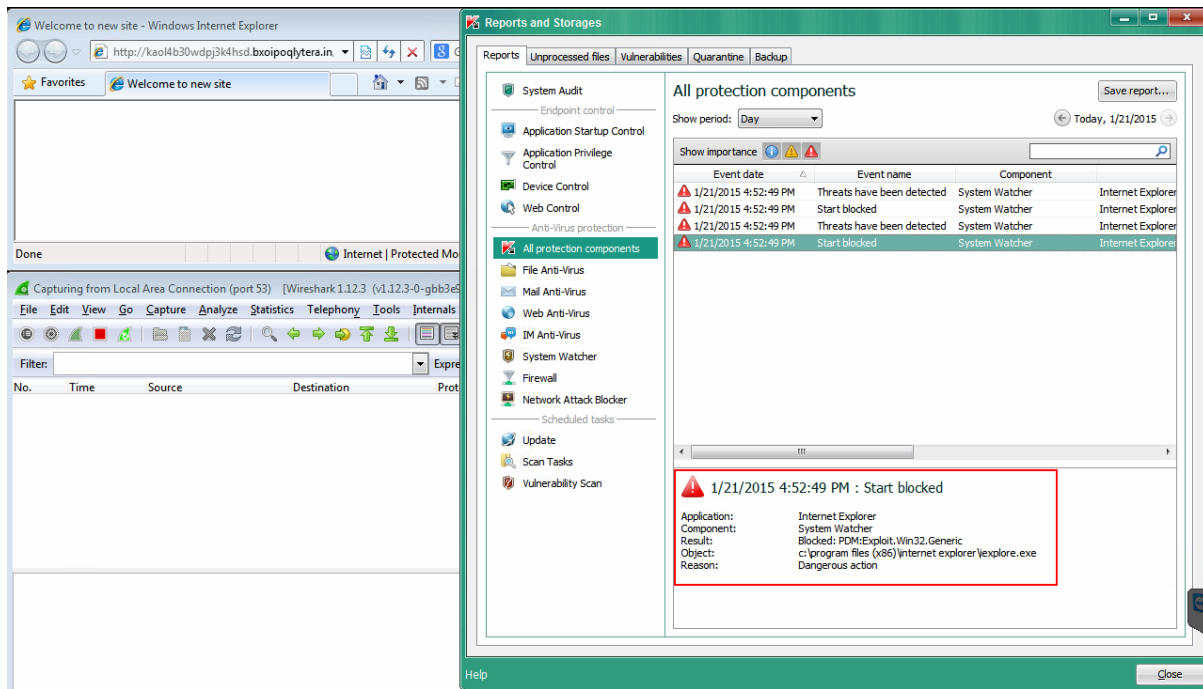 Welcome to new site - Windows Internet Explorer
http://kaol4b30wdpj3k4hsd.bxoipoqlytera.in
Favorites
Welcome to new site
Done
Internet | Protected Mo
Capturing from Local Area Connection (port 53) [Wireshark 1.12.3 (v1.12.3-0-gbb3e9
File Edit View Go Capture Analyze Statistics Telephony Tools Internals
Filter: Expre
No. Time Source Destination Prot
Reports and Storages
Reports Unprocessed files Vulnerabilities Quarantine Backup
System Audit
Endpoint control
Application Startup Control
Application Privilege
Control
Device Control
Web Control
Anti-Virus protection
All protection components
File Anti-Virus
Mail Anti-Virus
Web Anti-Virus
IM Anti-Virus
System Watcher
Firewall
Network Attack Blocker
Scheduled tasks
Update
Scan Tasks
Vulnerability Scan
All protection components
Save report...
Show period: Day
Today, 1/21/2015
Show importance
Event date Event name Component
1/21/2015 4:52:49 PM Threats have been detected System Watcher Internet Explorer
1/21/2015 4:52:49 PM Start blocked System Watcher Internet Explorer
1/21/2015 4:52:49 PM Threats have been detected System Watcher Internet Explorer
1/21/2015 4:52:49 PM Start blocked System Watcher Internet Explore
1/21/2015 4:52:49 PM : Start blocked
Application: Internet Explorer
Component: System Watcher
Result: Blocked: PDM:Exploit.Win32.Generic
Object: c:\program files (x86)\internet explorer\iexplore.exe
Reason: Dangerous action
Help
Close